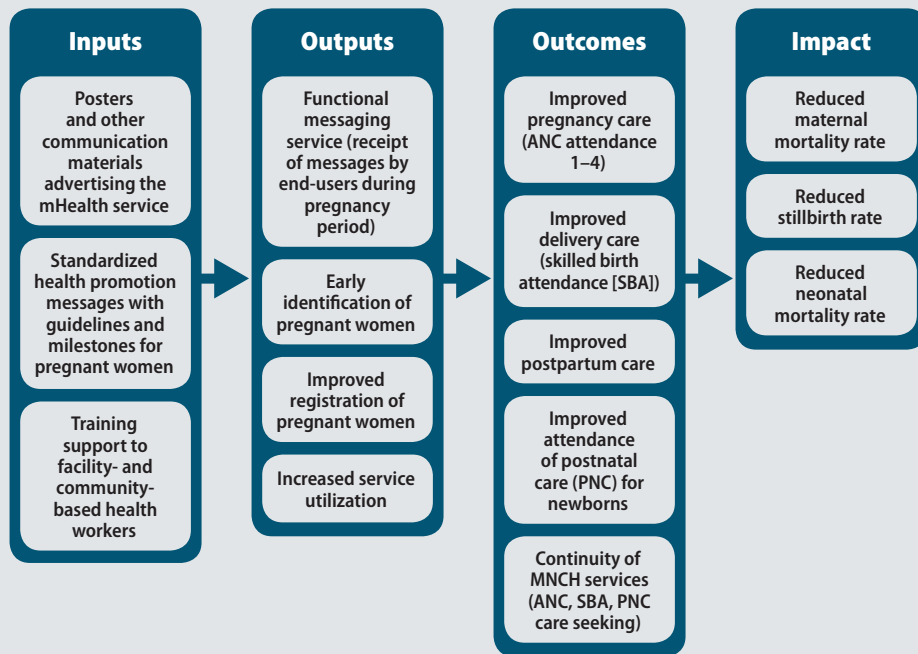 Inputs
Posters
and other
communication
materials
advertising the
mHealth service
Standardized
health promotion
messages with
guidelines and
milestones for
pregnant women
Training
support to
facility- and
community-
based health
workers
Outputs
Functional
messaging
service (receipt
of messages by
end-users during
pregnancy
period)
Early
identification of
pregnant women
Improved
registration of
pregnant women
Increased service
utilization
Outcomes
Improved
pregnancy care
(ANC attendance
1–4)
Improved
delivery care
(skilled birth
attendance [SBA])
Improved
postpartum care
Improved
attendance
of postnatal
care (PNC) for
newborns
Continuity of
MNCH services
(ANC, SBA, PNC
care seeking)
Impact
Reduced
maternal
mortality rate
Reduced
stillbirth rate
Reduced
neonatal
mortality rate